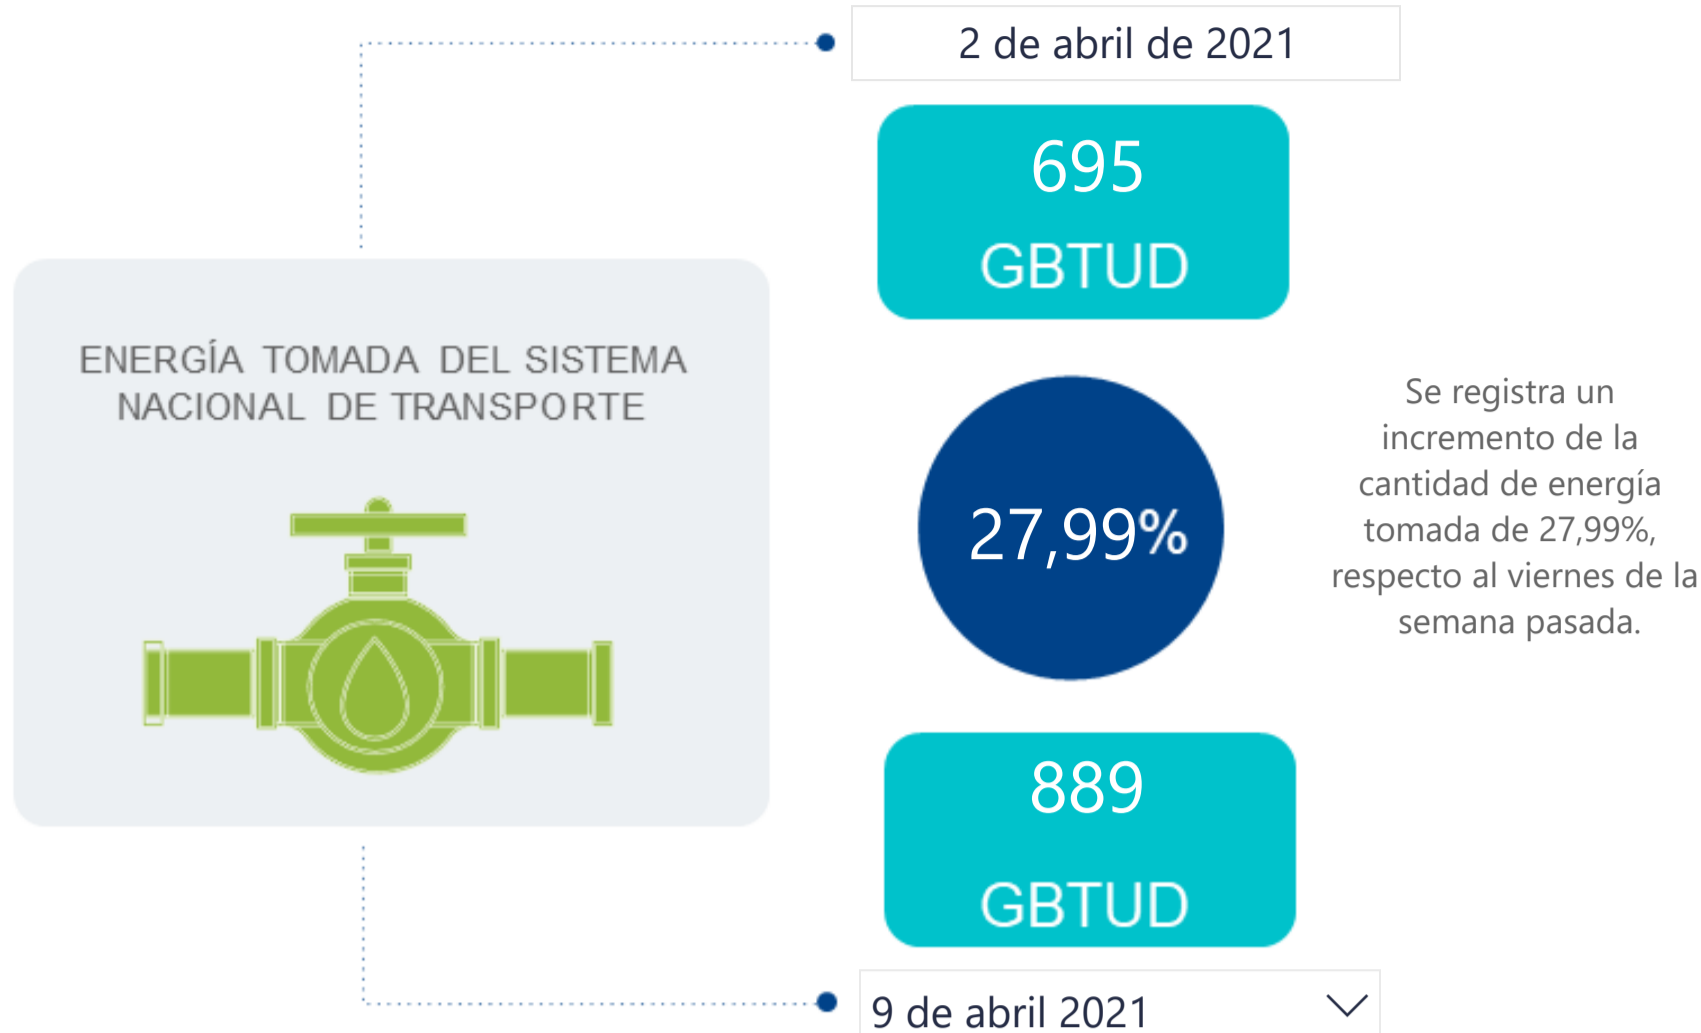 2 de abril de 2021
695
GBTUD
ENERGÍA TOMADA DEL SISTEMA
NACIONAL DE TRANSPORTE
27,99%
Se registra un
incremento de la
cantidad de energía
tomada de 27,99%,
respecto al viernes de la
semana pasada.
889
GBTUD
9 de abril 2021